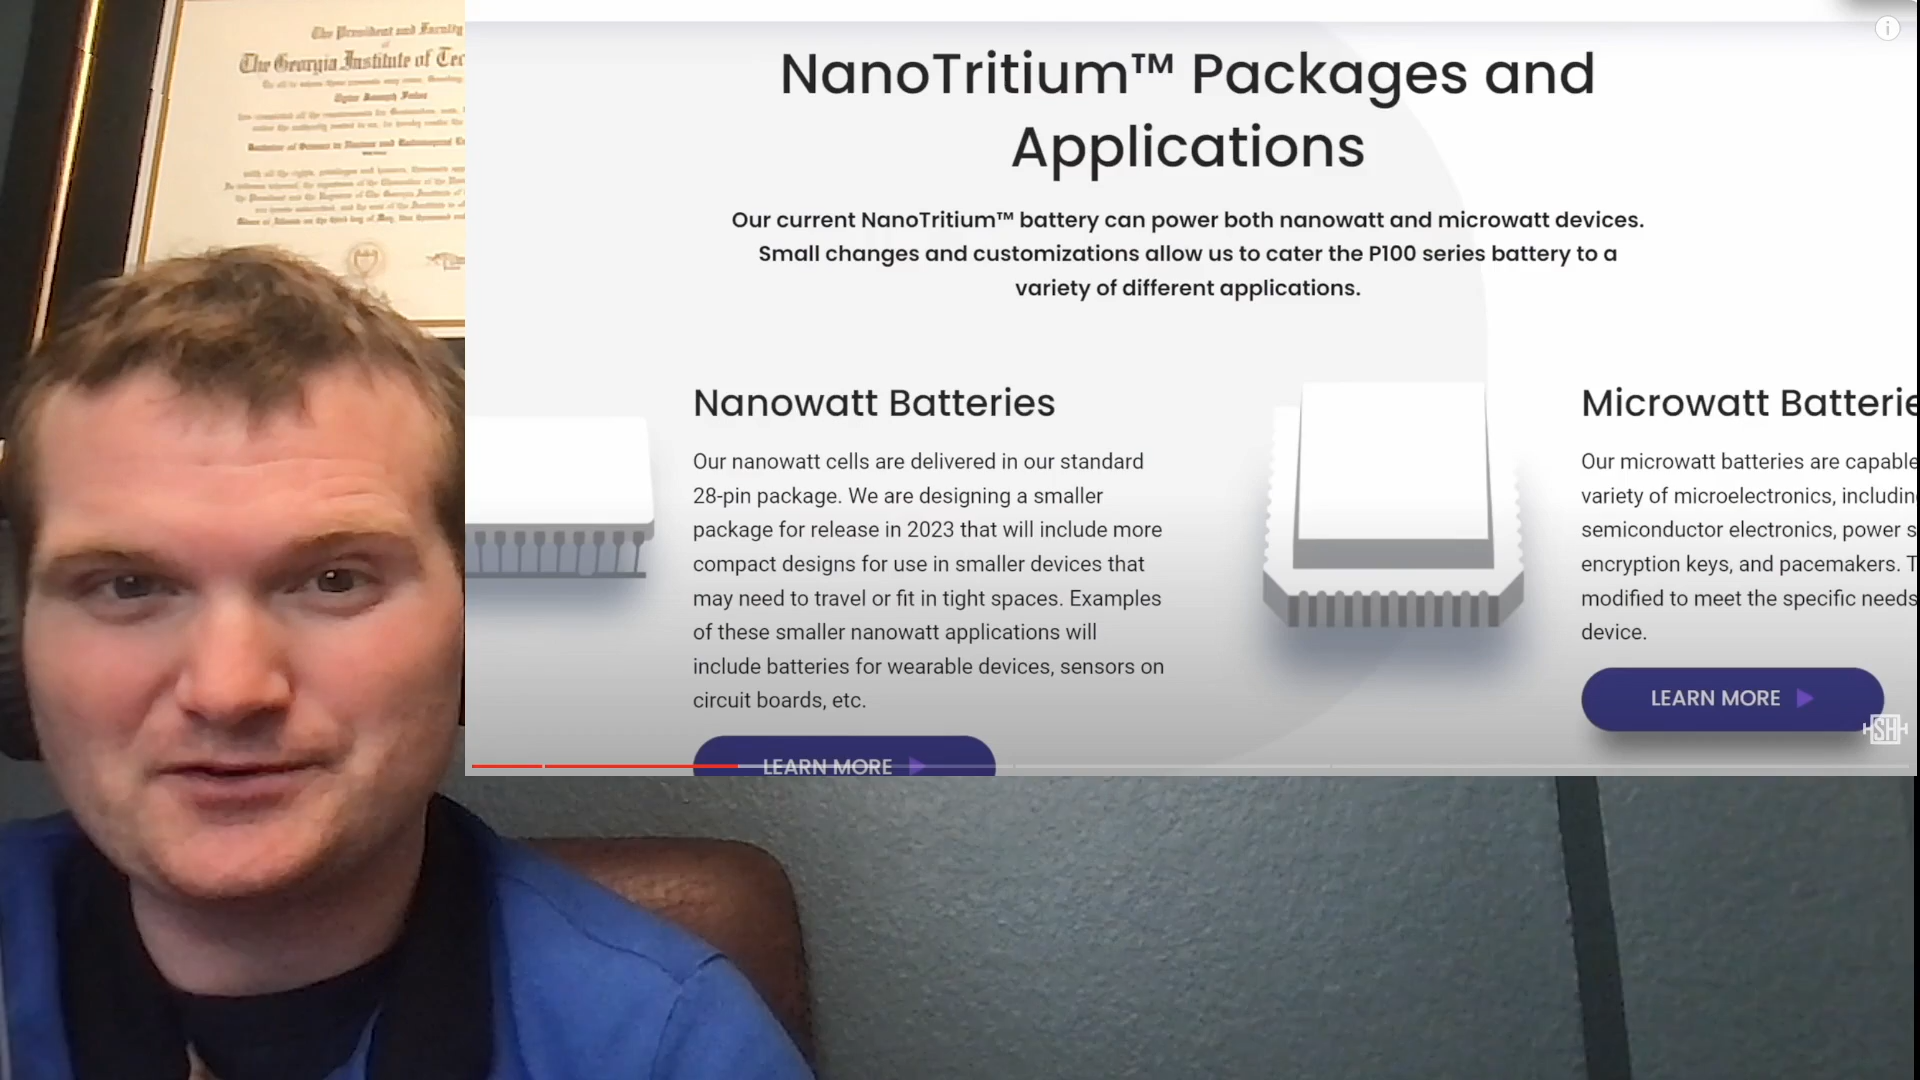 The President and Faculty
of
The Georgia Institute of Tec
NanoTritium™ Packages and
Applications
Our current NanoTritium™ battery can power both nanowatt and microwatt devices.
Small changes and customizations allow us to cater the P100 series battery to a
variety of different applications.
Nanowatt Batteries
Our nanowatt cells are delivered in our standard
28-pin package. We are designing a smaller
package for release in 2023 that will include more
compact designs for use in smaller devices that
may need to travel or fit in tight spaces. Examples
of these smaller nanowatt applications will
include batteries for wearable devices, sensors on
circuit boards, etc.
LEARN MORE
Microwatt Batterie
Our microwatt batteries are capable
variety of microelectronics, including
semiconductor electronics, power s
encryption keys, and pacemakers. T
modified to meet the specific needs
device.
LEARN MORE
SH